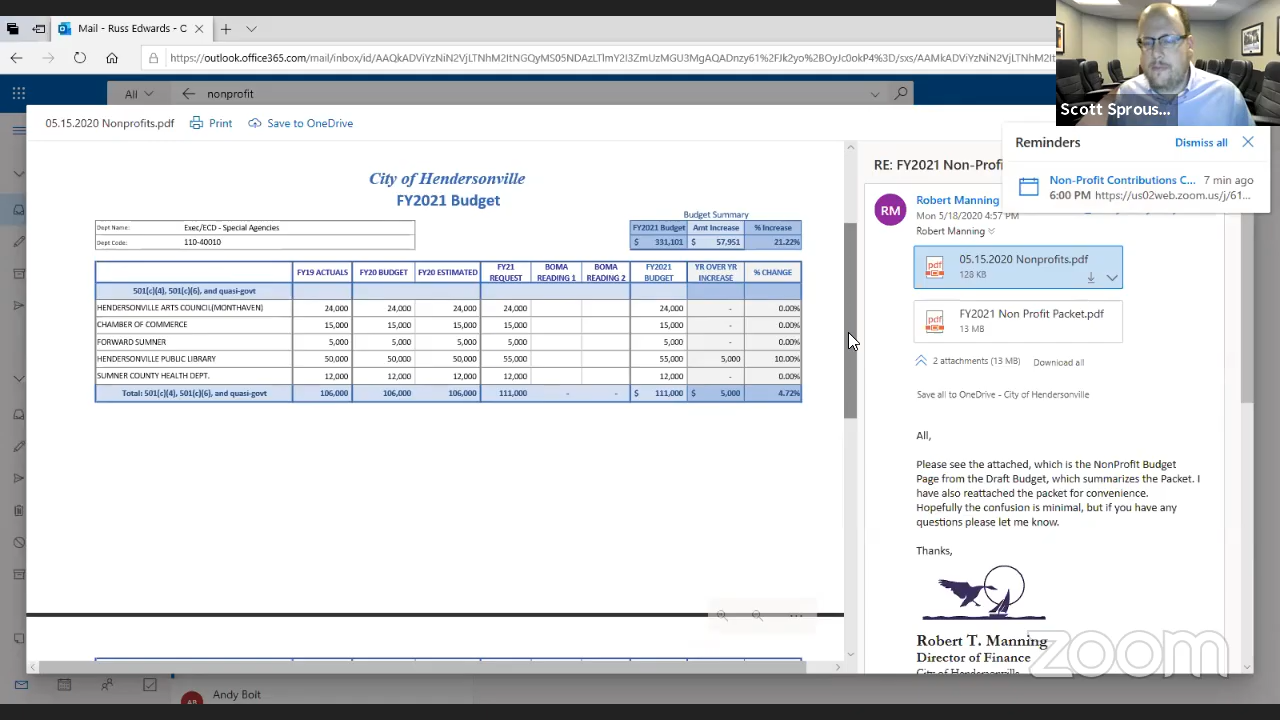 Mail - Russ Edwards - C
https://outlook.office365.com/mail/inbox/id/
All
nonprofit
Scott Sprous...
05.15.2020 Nonprofits.pdf Print Save to OneDrive
Reminders Dismiss all
Non-Profit Contributions C... 7 min ago
6:00 PM https://us02web.zoom.us/j/61...
City of Hendersonville
FY2021 Budget
Dept Name: Exec/ECD - Special Agencies
Dept Code: 110-40010
Budget Summary
FY2021 Budget Amt Increase % Increase
$ 331,101 $ 57,951 21.22%
FY19 ACTUALS FY20 BUDGET FY20 ESTIMATED FY21 REQUEST BOMA READING 1 BOMA READING 2 FY2021 BUDGET YR OVER YR INCREASE % CHANGE
501(c)(4), 501(c)(6), and quasi-govt
HENDERSONVILLE ARTS COUNCIL(MONTHAVEN) 24,000 24,000 24,000 24,000 24,000 - 0.00%
CHAMBER OF COMMERCE 15,000 15,000 15,000 15,000 15,000 - 0.00%
FORWARD SUMNER 5,000 5,000 5,000 5,000 5,000 - 0.00%
HENDERSONVILLE PUBLIC LIBRARY 50,000 50,000 50,000 55,000 55,000 5,000 10.00%
SUMNER COUNTY HEALTH DEPT. 12,000 12,000 12,000 12,000 12,000 - 0.00%
Total: 501(c)(4), 501(c)(6), and quasi-govt 106,000 106,000 106,000 111,000 - - $ 111,000 $ 5,000 4.72%
RE: FY2021 Non-Profi
RM
Robert Manning
Mon 5/18/2020 4:57 PM
Robert Manning
pdf
05.15.2020 Nonprofits.pdf
128 KB
pdf
FY2021 Non Profit Packet.pdf
13 MB
2 attachments (13 MB) Download all
Save all to OneDrive - City of Hendersonville
All,
Please see the attached, which is the NonProfit Budget
Page from the Draft Budget, which summarizes the Packet. I
have also reattached the packet for convenience.
Hopefully the confusion is minimal, but if you have any
questions please let me know.
Thanks,
Robert T. Manning
Director of Finance
City of Hendersonville
zoom
AB
Andy Bolt